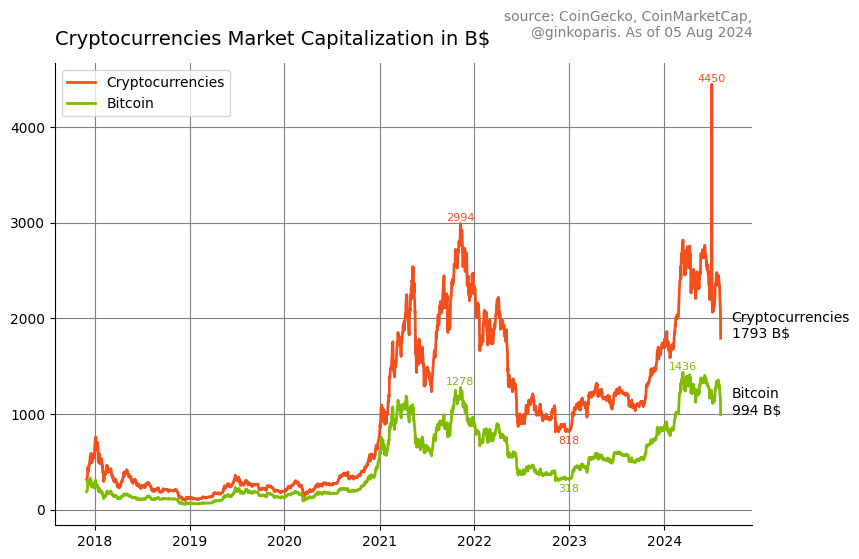 source: CoinGecko, CoinMarketCap,
@ginkoparis. As of 05 Aug 2024
Cryptocurrencies Market Capitalization in B$
Cryptocurrencies
Bitcoin
4450
4000
3000
2994
2000
Cryptocurrencies
1793 B$
1436
1278
Bitcoin
994 B$
1000
818
318
0
2018
2019
2020
2021
2022
2023
2024